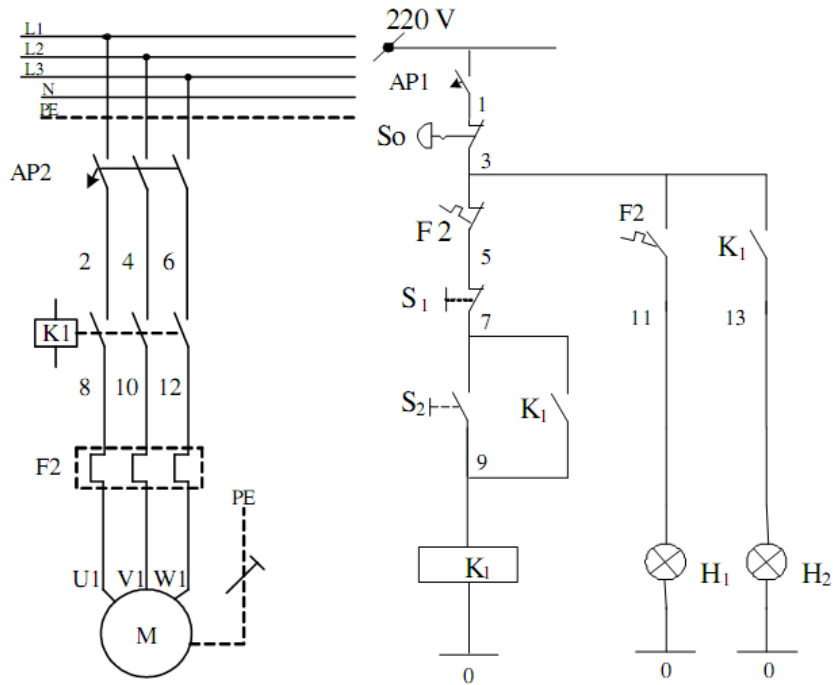 L1
L2
L3
N
PE
AP2
2 4 6
K1
8 10 12
F2
PE
U1 V1 W1
M
220 V
AP1
1
So
3
F 2
5
S1
7
S2
K1
9
K1
0
F2
11
H1
0
K1
13
H2
0